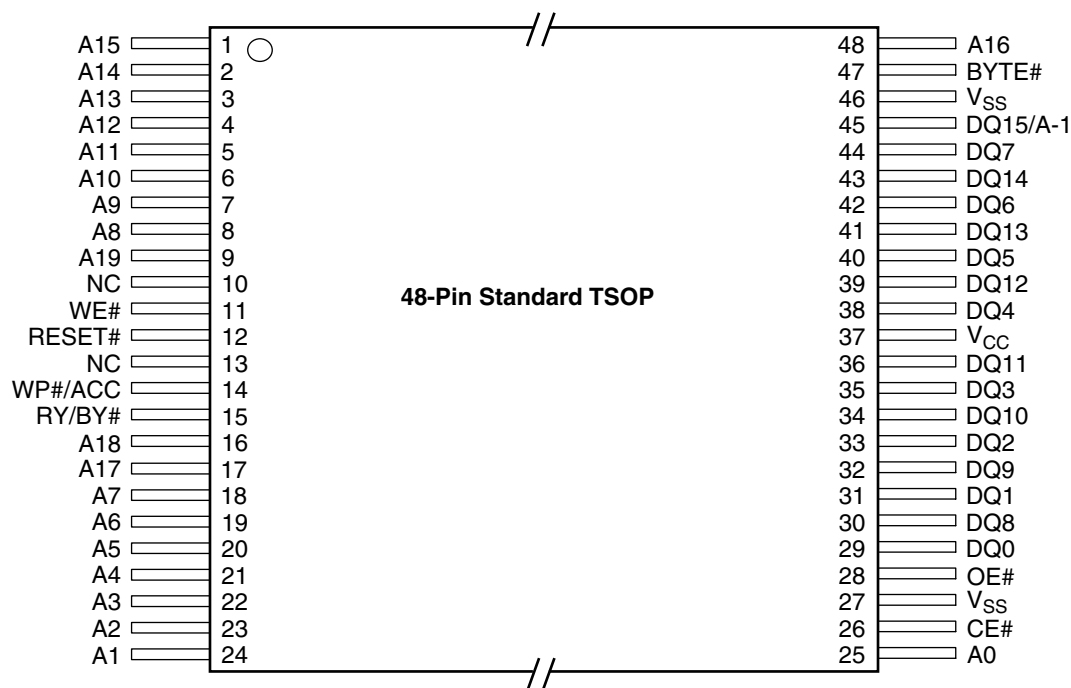 A15 1 48 A16
A14 2 47 BYTE#
A13 3 46 VSS
A12 4 45 DQ15/A-1
A11 5 44 DQ7
A10 6 43 DQ14
A9 7 42 DQ6
A8 8 41 DQ13
A19 9 40 DQ5
NC 10 39 DQ12
48-Pin Standard TSOP
WE# 11 38 DQ4
RESET# 12 37 VCC
NC 13 36 DQ11
WP#/ACC 14 35 DQ3
RY/BY# 15 34 DQ10
A18 16 33 DQ2
A17 17 32 DQ9
A7 18 31 DQ1
A6 19 30 DQ8
A5 20 29 DQ0
A4 21 28 OE#
A3 22 27 VSS
A2 23 26 CE#
A1 24 25 A0